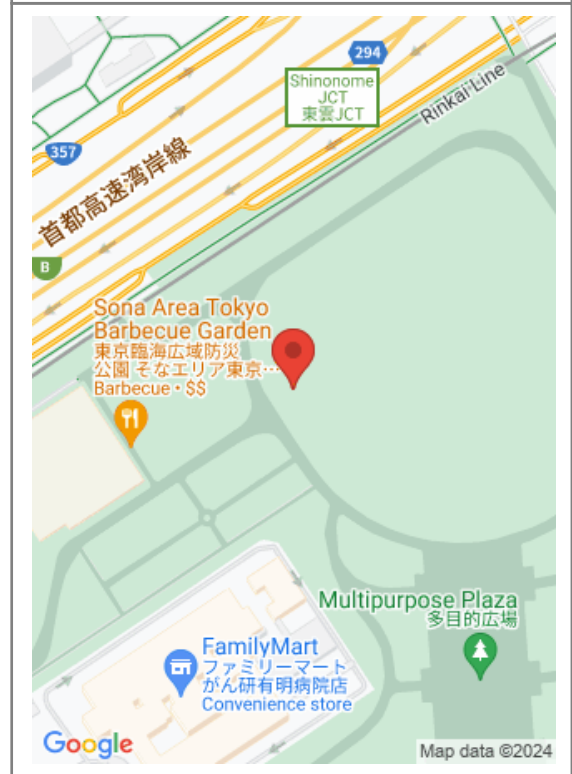 294
Shinonome
JCT
東雲JCT
Rinkai Line
357
首都高速湾岸線
B
Sona Area Tokyo
Barbecue Garden
東京臨海広域防災
公園 そなエリア東京…
Barbecue • $$
Multipurpose Plaza
多目的広場
FamilyMart
ファミリーマート
がん研有明病院店
Convenience store
Google
Map data ©2024